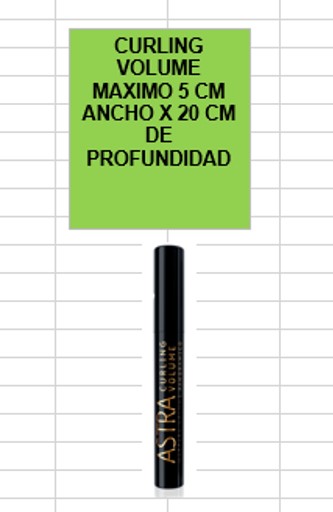 CURLING
VOLUME
MAXIMO 5 CM
ANCHO X 20 CM
DE
PROFUNDIDAD
ASTRA
CURLING
VOLUME